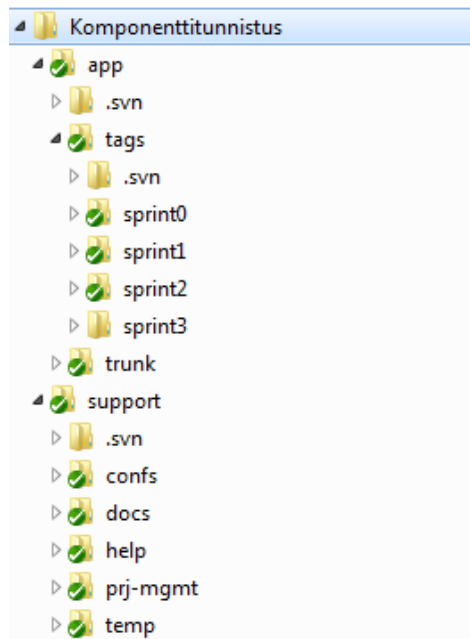 Komponenttitunnistus
app
.svn
tags
.svn
sprint0
sprint1
sprint2
sprint3
trunk
support
.svn
confs
docs
help
prj-mgmt
temp